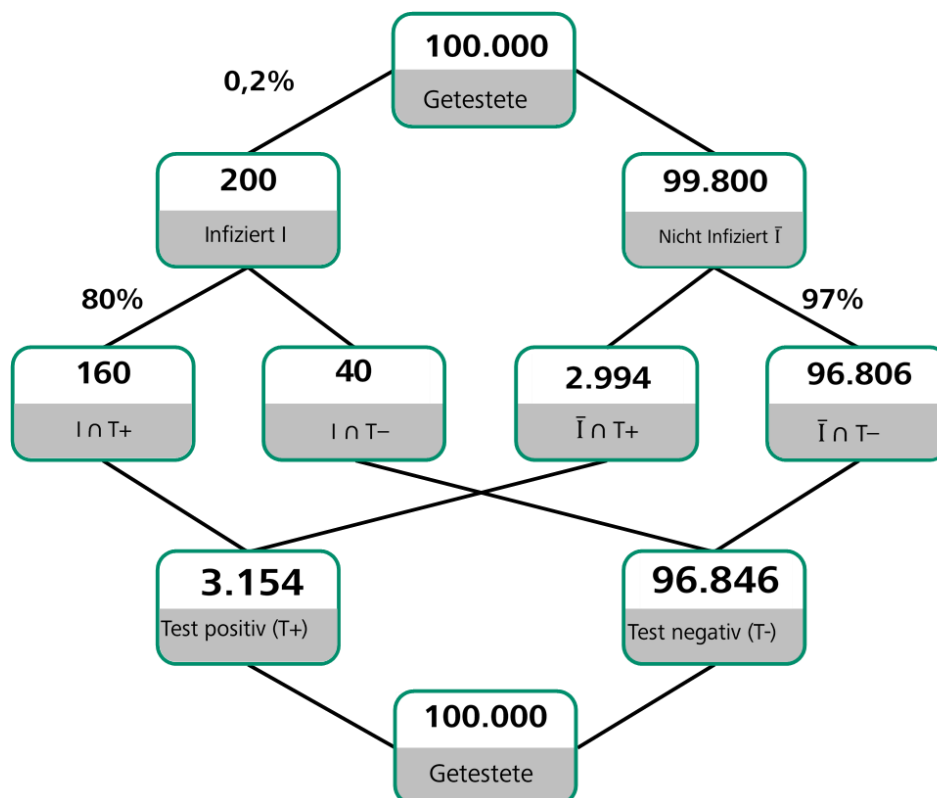 100.000
Getestete
0,2%
200
Infiziert I
99.800
Nicht Infiziert Ī
80%
97%
160
I ∩ T+
40
I ∩ T–
2.994
Ī ∩ T+
96.806
Ī ∩ T–
3.154
Test positiv (T+)
96.846
Test negativ (T-)
100.000
Getestete